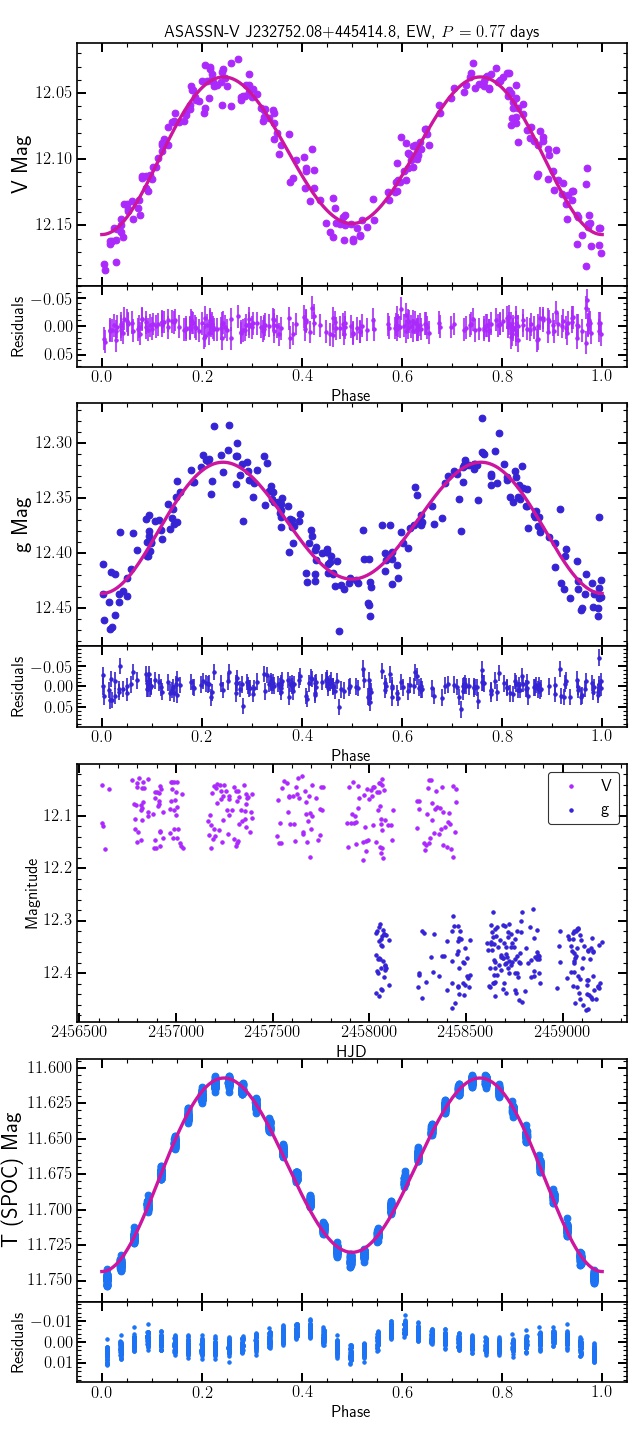 ASASSN-V J232752.08+445414.8, EW, P = 0.77 days
12.05
12.10
12.15
V Mag
−0.05
0.00
0.05
Residuals
0.0 0.2 0.4 0.6 0.8 1.0
Phase
12.30
12.35
12.40
12.45
g Mag
−0.05
0.00
0.05
Residuals
0.0 0.2 0.4 0.6 0.8 1.0
Phase
V
g
12.1
12.2
12.3
12.4
Magnitude
2456500 2457000 2457500 2458000 2458500 2459000
HJD
11.600
11.625
11.650
11.675
11.700
11.725
11.750
T (SPOC) Mag
−0.01
0.00
0.01
Residuals
0.0 0.2 0.4 0.6 0.8 1.0
Phase